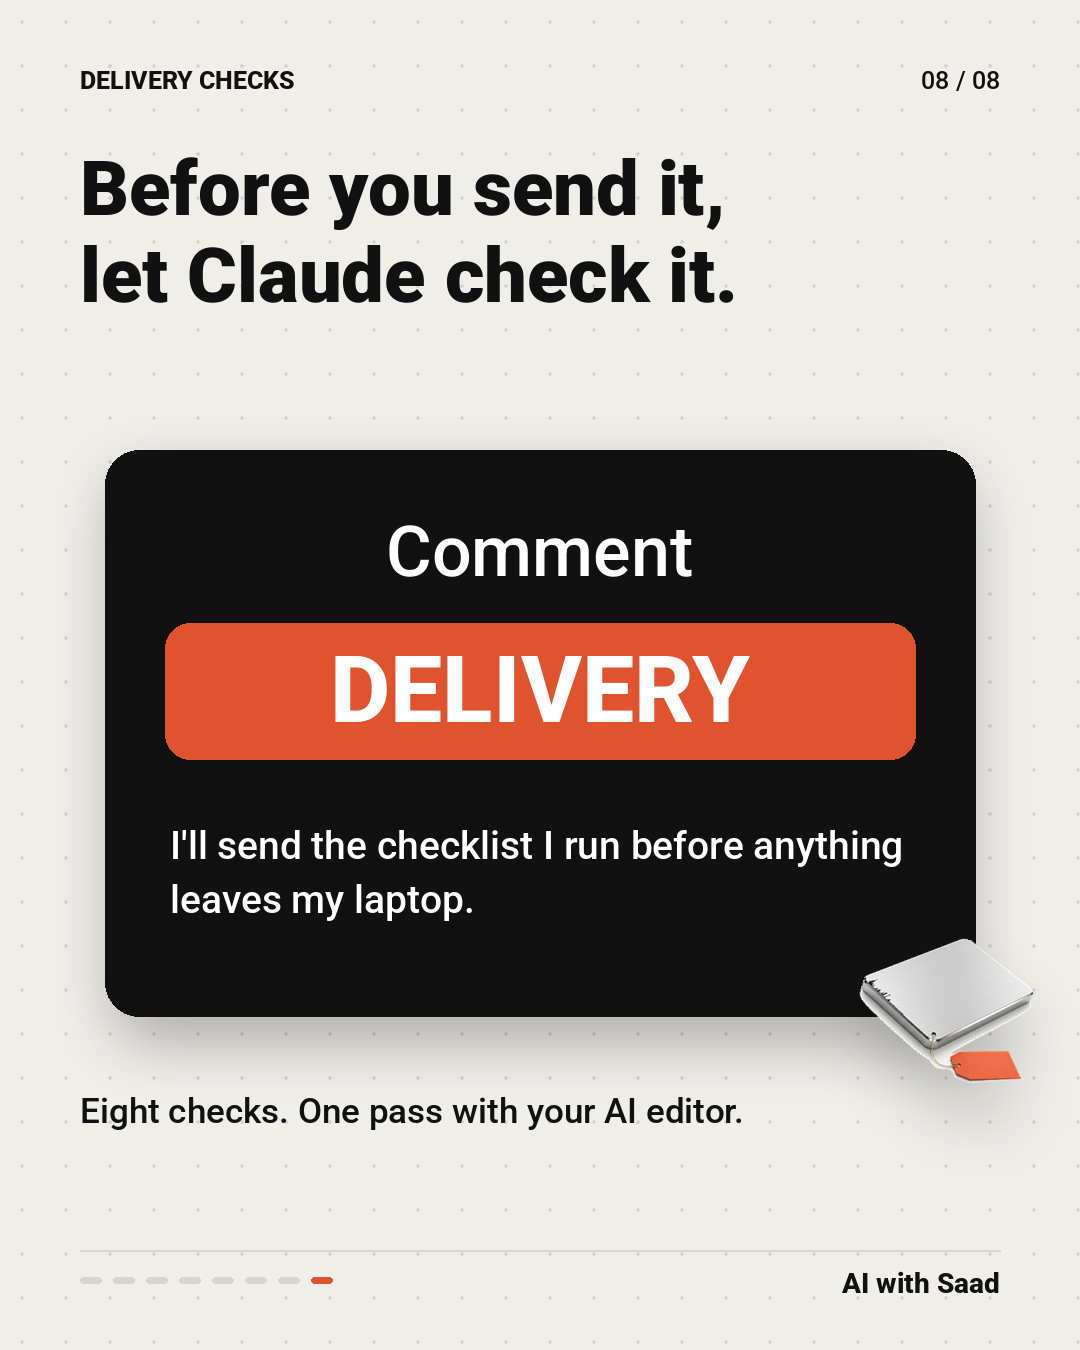 DELIVERY CHECKS
08 / 08
Before you send it,
let Claude check it.
Comment
DELIVERY
I'll send the checklist I run before anything
leaves my laptop.
Eight checks. One pass with your AI editor.
AI with Saad